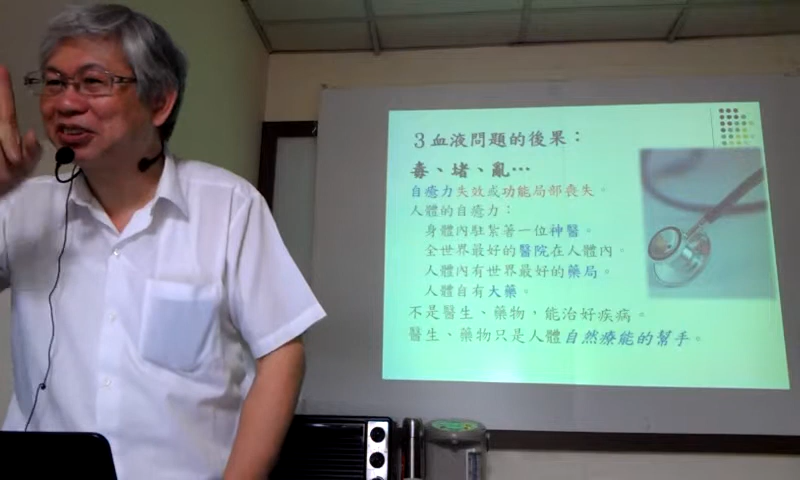 3血液問題的後果：
毒、堵、亂…
自癒力失效或功能局部喪失。
人體的自癒力：
身體內駐紮著一位神醫。
全世界最好的醫院在人體內。
人體內有世界最好的藥局。
人體自有大藥。
不是醫生、藥物，能治好疾病。
醫生、藥物只是人體自然療能的幫手。